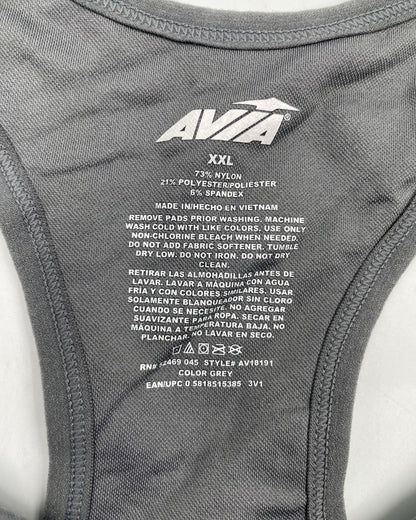 AVIA®
XXL
73% NYLON
21% POLYESTER/POLIÉSTER
6% SPANDEX
MADE IN/HECHO EN VIETNAM
REMOVE PADS PRIOR WASHING. MACHINE
WASH COLD WITH LIKE COLORS. USE ONLY
NON-CHLORINE BLEACH WHEN NEEDED.
DO NOT ADD FABRIC SOFTENER. TUMBLE
DRY LOW. DO NOT IRON. DO NOT DRY
CLEAN.
RETIRAR LAS ALMOHADILLAS ANTES DE
LAVAR. LAVAR A MÁQUINA CON AGUA
FRÍA Y CON COLORES SIMILARES. USAR
SOLAMENTE BLANQUEADOR SIN CLORO
CUANDO SE NECESITE. NO AGREGAR
SUAVIZANTE PARA ROPA. SECAR EN
MÁQUINA A TEMPERATURA BAJA. NO
PLANCHAR. NO LAVAR EN SECO.
RN# 52469 045 STYLE# AV18191
COLOR GREY
EAN/UPC 0 5818515385 3V1